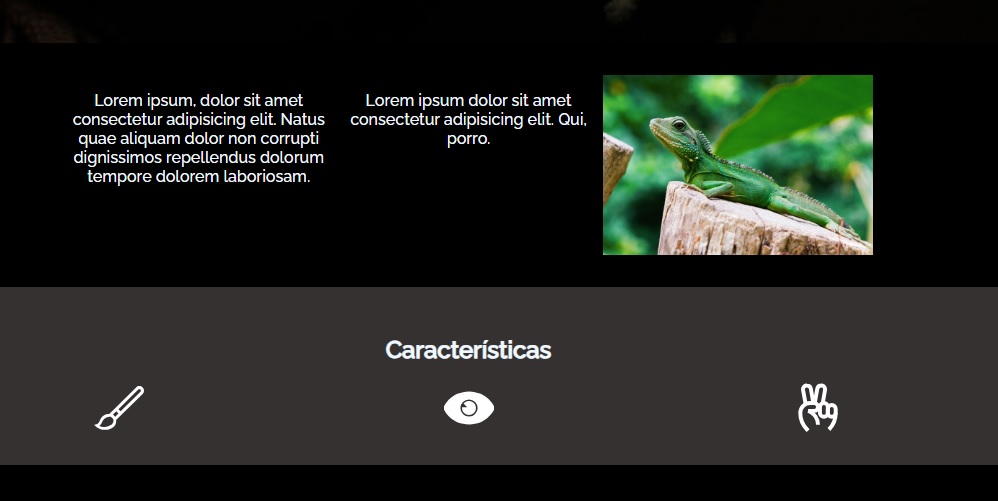 Lorem ipsum, dolor sit amet
consectetur adipisicing elit. Natus
quae aliquam dolor non corrupti
dignissimos repellendus dolorum
tempore dolorem laboriosam.
Lorem ipsum dolor sit amet
consectetur adipisicing elit. Qui,
porro.
Características